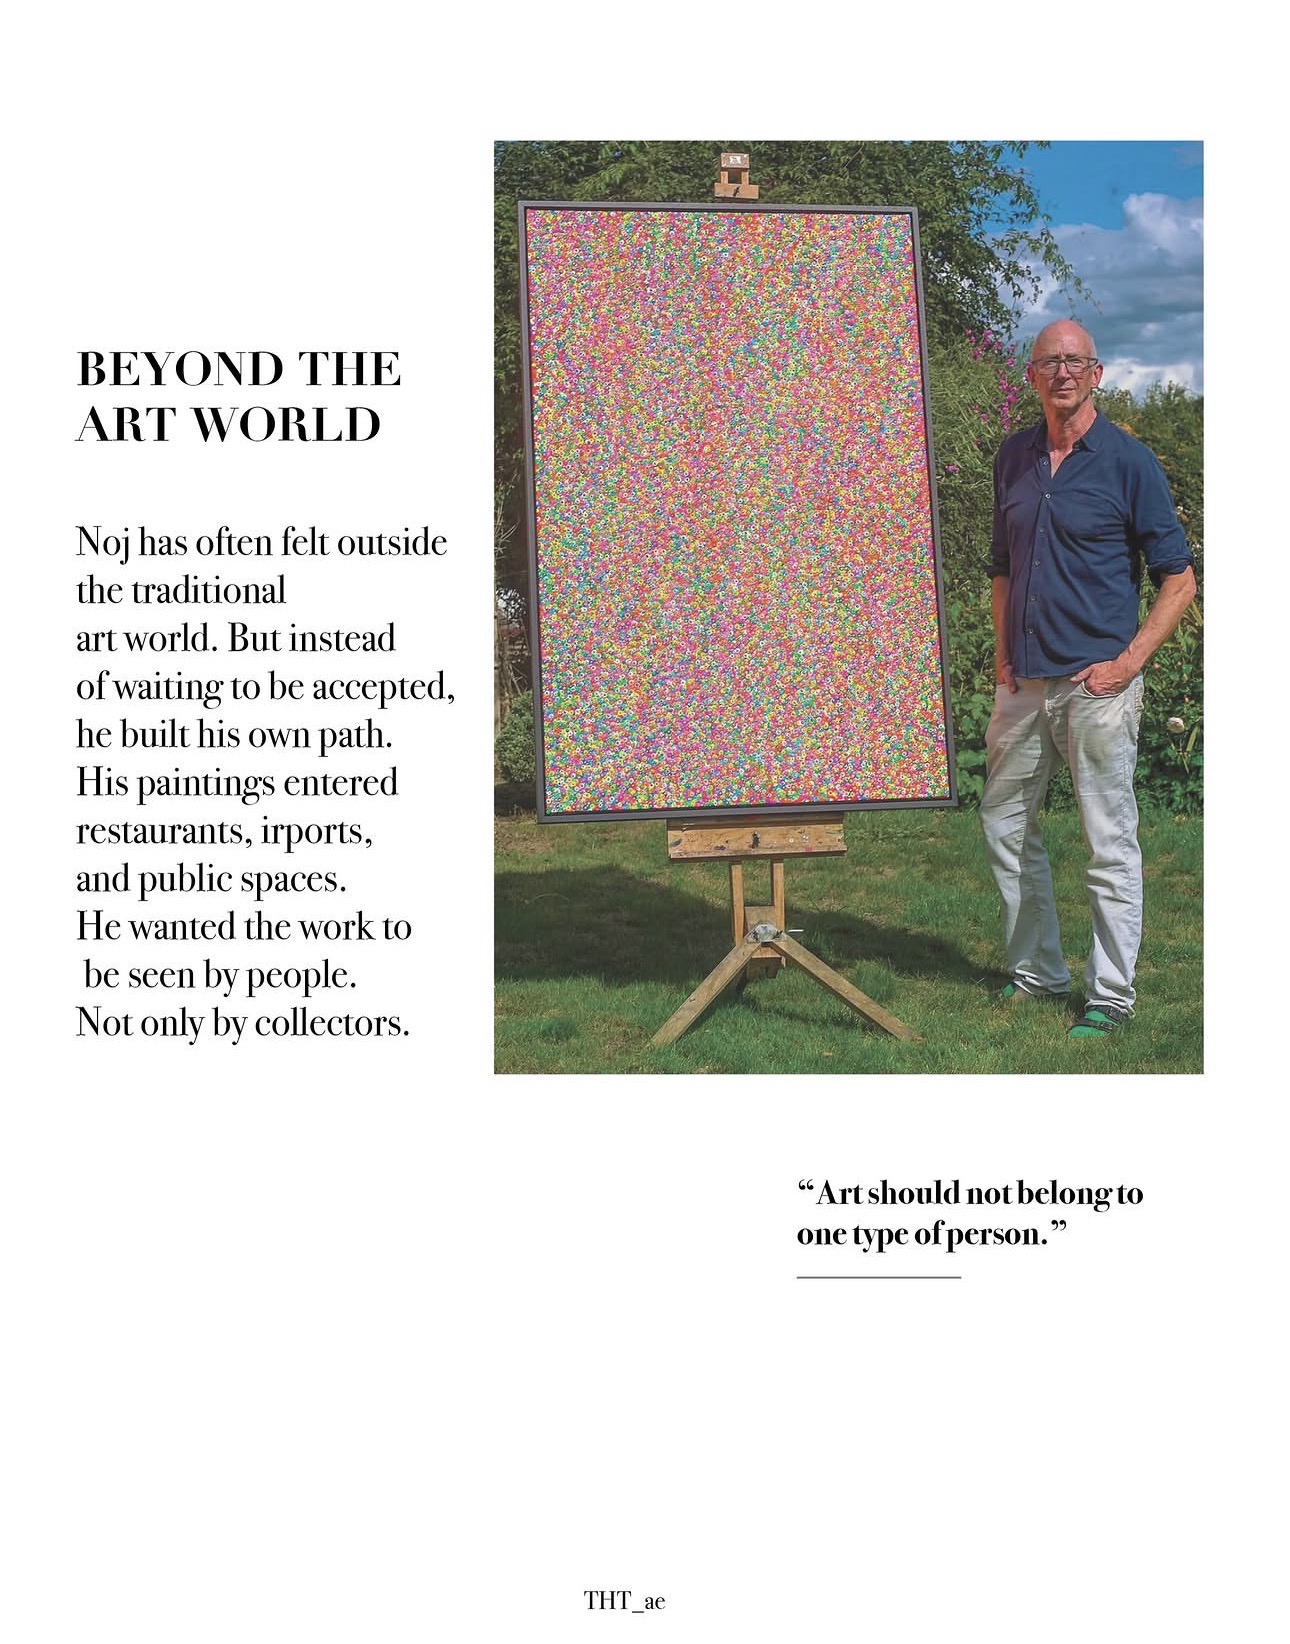 BEYOND THE
ART WORLD
Noj has often felt outside
the traditional
art world. But instead
of waiting to be accepted,
he built his own path.
His paintings entered
restaurants, irports,
and public spaces.
He wanted the work to
be seen by people.
Not only by collectors.
“Art should not belong to
one type of person.”
THT_ae